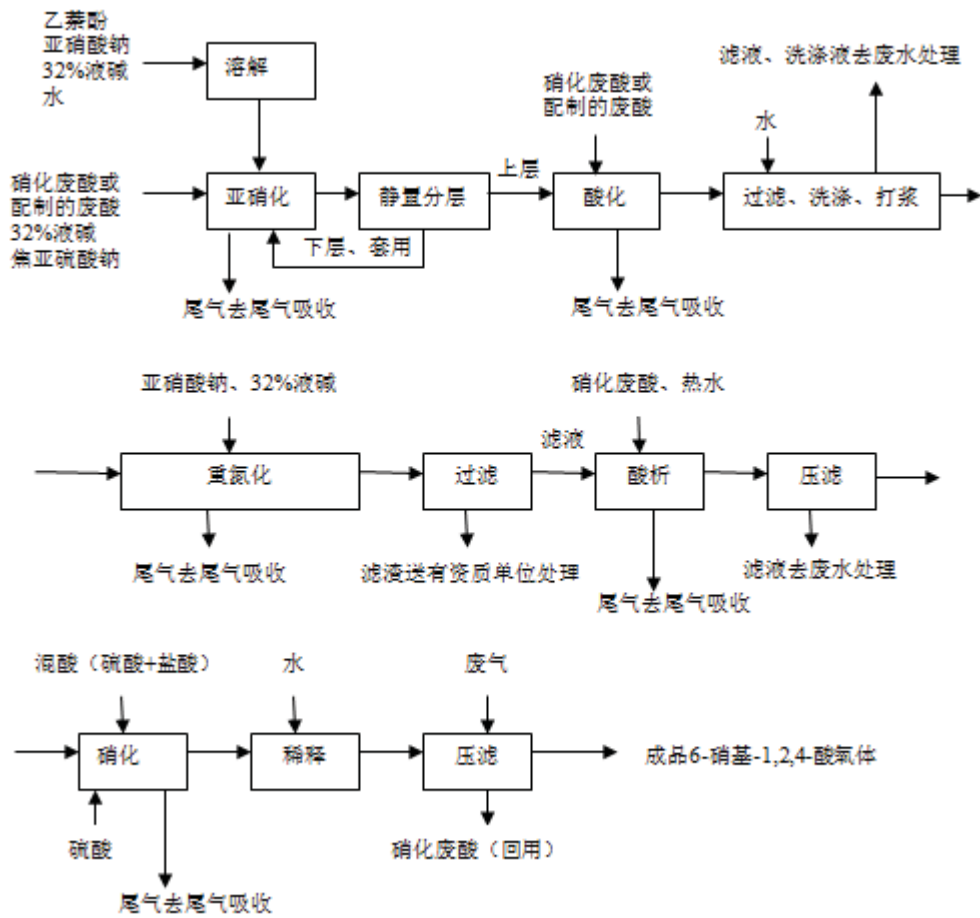 乙萘酚
亚硝酸钠
32%液碱
水
溶解
硝化废酸或
配制的废酸
滤液、洗涤液去废水处理
水
硝化废酸或
配制的废酸
32%液碱
焦亚硫酸钠
亚硝化
静置分层
上层
酸化
过滤、洗涤、打浆
下层、套用
尾气去尾气吸收
尾气去尾气吸收
亚硝酸钠、32%液碱
硝化废酸、热水
重氮化
过滤
滤液
酸析
压滤
尾气去尾气吸收
滤渣送有资质单位处理
滤液去废水处理
尾气去尾气吸收
混酸（硫酸+盐酸）
水
废气
硝化
稀释
压滤
成品6-硝基-1,2,4-酸氧体
硫酸
硝化废酸（回用）
尾气去尾气吸收